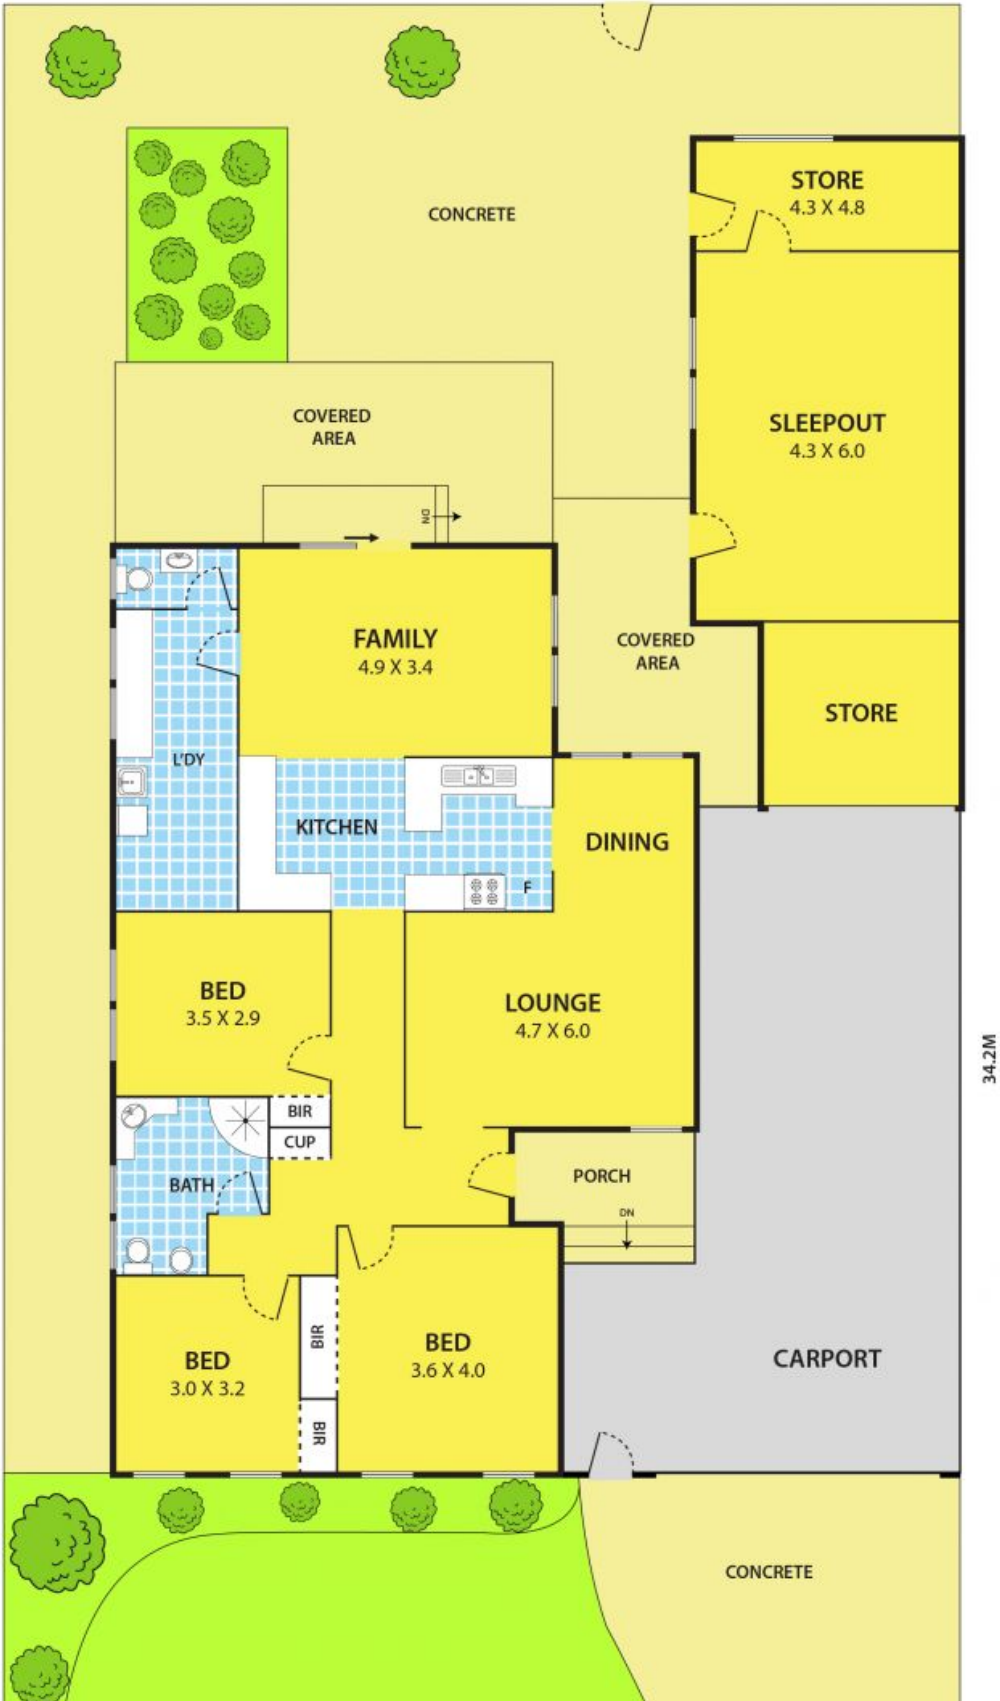 STORE
4.3 X 4.8
CONCRETE
COVERED
AREA
SLEEPOUT
4.3 X 6.0
DN
FAMILY
4.9 X 3.4
COVERED
AREA
STORE
L'DY
KITCHEN
DINING
F
BED
3.5 X 2.9
LOUNGE
4.7 X 6.0
34.2M
BIR
CUP
BATH
PORCH
DN
BED
3.0 X 3.2
BIR
BED
3.6 X 4.0
CARPORT
BIR
CONCRETE